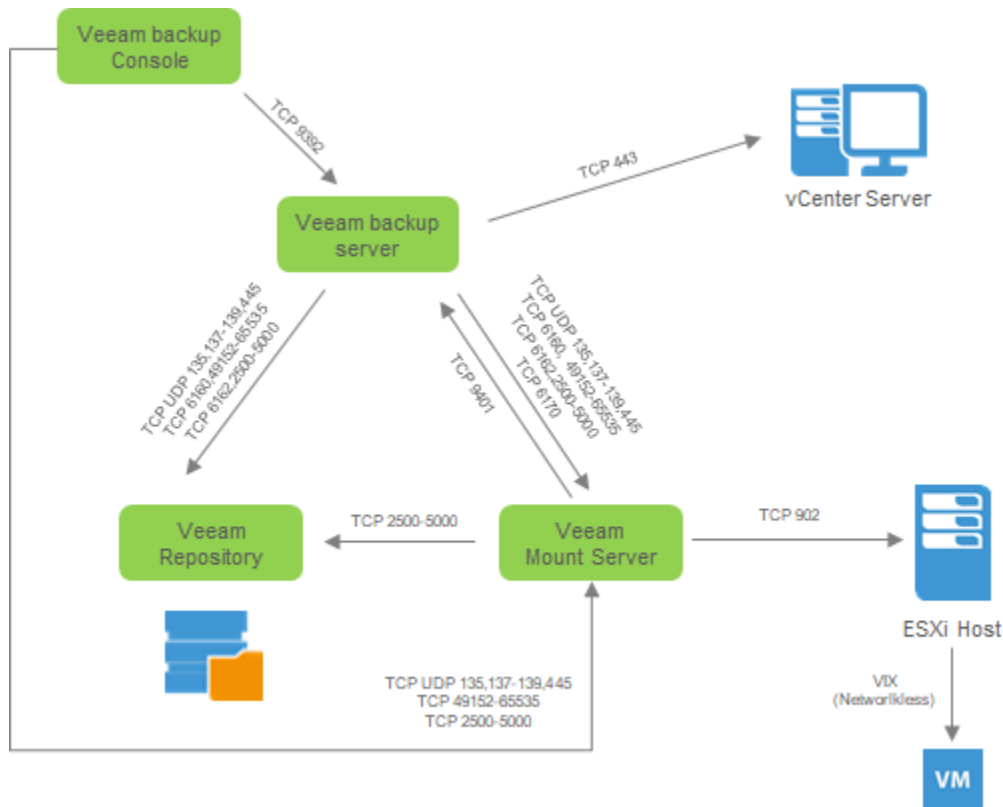 Veeam backup
Console
TCP 9392
TCP 443
vCenter Server
Veeam backup
server
TCP UDP 135,137-139,445
TCP 6160,49152-65535
TCP 6162,2500-5000
TCP 9401
TCP UDP 135,137-139,445
TCP 6160, 49152-65535
TCP 6162,2500-5000
TCP 6170
Veeam
Repository
TCP 2500-5000
Veeam
Mount Server
TCP 902
ESXi Host
TCP UDP 135,137-139,445
TCP 49152-65535
TCP 2500-5000
VIX
(Networlkless)
VM